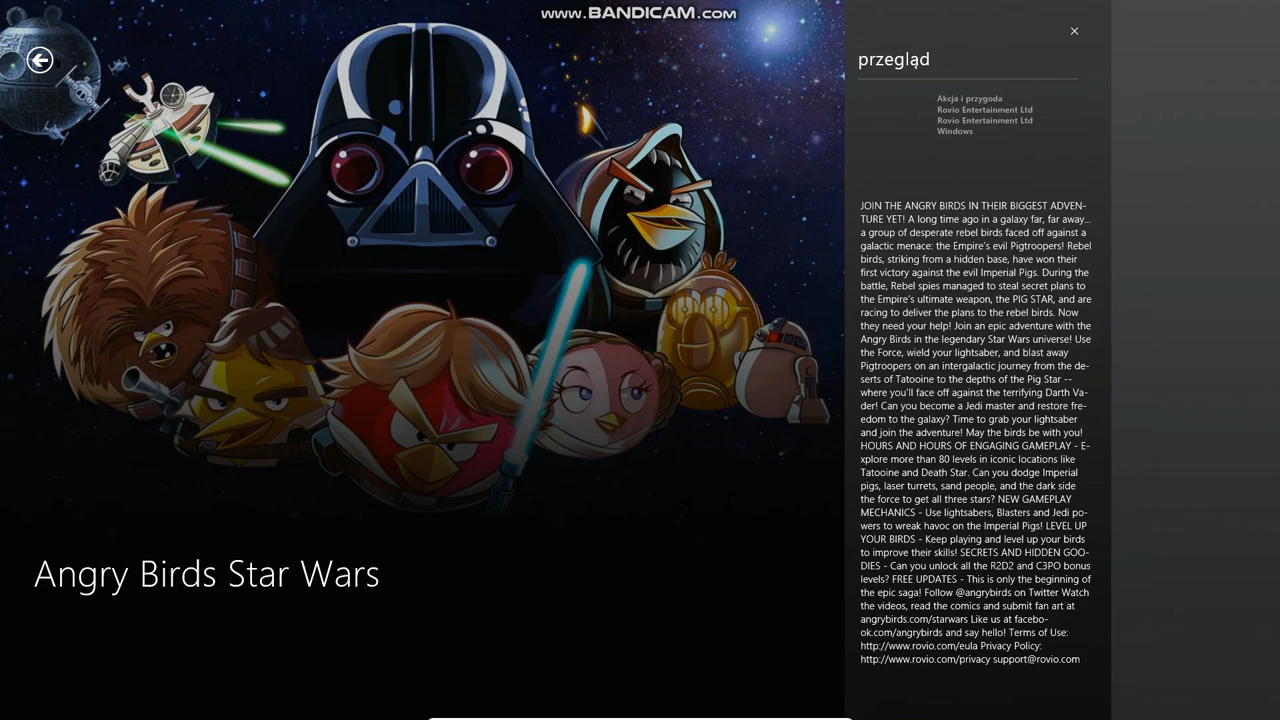 www.BANDICAM.com
przegląd
Akcja i przygoda
Rovio Entertainment Ltd
Rovio Entertainment Ltd
Windows
JOIN THE ANGRY BIRDS IN THEIR BIGGEST ADVEN-
TURE YET! A long time ago in a galaxy far, far away...
a group of desperate rebel birds faced off against a
galactic menace: the Empire's evil Pigtroopers! Rebel
birds, striking from a hidden base, have won their
first victory against the evil Imperial Pigs. During the
battle, Rebel spies managed to steal secret plans to
the Empire's ultimate weapon, the PIG STAR, and are
racing to deliver the plans to the rebel birds. Now
they need your help! Join an epic adventure with the
Angry Birds in the legendary Star Wars universe! Use
the Force, wield your lightsaber, and blast away
Pigtroopers on an intergalactic journey from the de-
serts of Tatooine to the depths of the Pig Star --
where you'll face off against the terrifying Darth Va-
der! Can you become a Jedi master and restore fre-
edom to the galaxy? Time to grab your lightsaber
and join the adventure! May the birds be with you!
HOURS AND HOURS OF ENGAGING GAMEPLAY - E-
xplore more than 80 levels in iconic locations like
Tatooine and Death Star. Can you dodge Imperial
pigs, laser turrets, sand people, and the dark side
the force to get all three stars? NEW GAMEPLAY
MECHANICS - Use lightsabers, Blasters and Jedi po-
wers to wreak havoc on the Imperial Pigs! LEVEL UP
YOUR BIRDS - Keep playing and level up your birds
to improve their skills! SECRETS AND HIDDEN GOO-
DIES - Can you unlock all the R2D2 and C3PO bonus
levels? FREE UPDATES - This is only the beginning of
the epic saga! Follow @angrybirds on Twitter Watch
the videos, read the comics and submit fan art at
angrybirds.com/starwars Like us at facebo-
ok.com/angrybirds and say hello! Terms of Use:
http://www.rovio.com/eula Privacy Policy:
http://www.rovio.com/privacy support@rovio.com
Angry Birds Star Wars